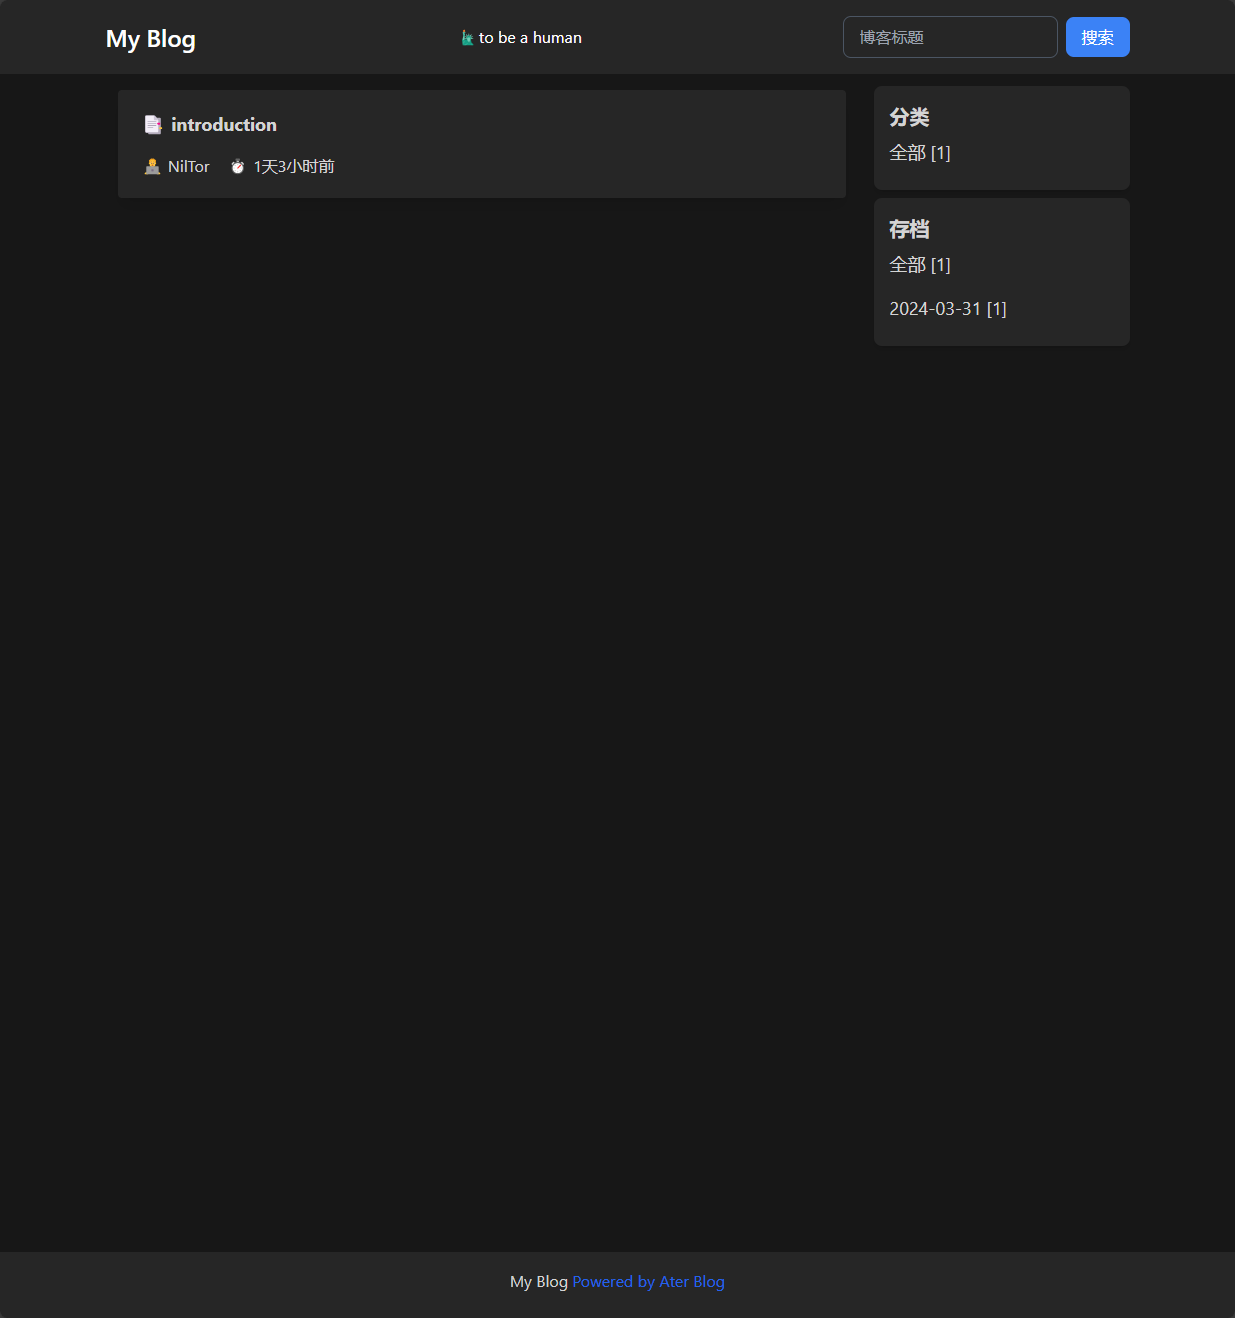 My Blog
🗽 to be a human
博客标题
搜索
📑 introduction
👨‍💻 NilTor ⏱ 1天3小时前
分类
全部 [1]
存档
全部 [1]
2024-03-31 [1]
My Blog Powered by Ater Blog